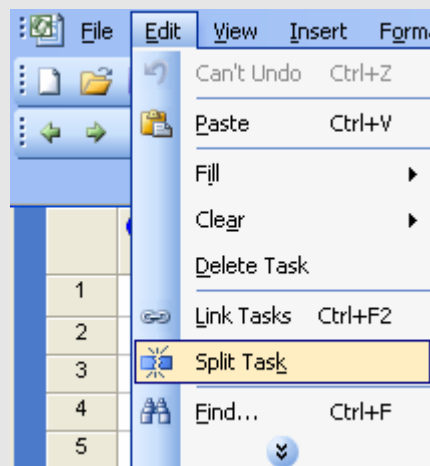 File Edit View Insert Forma
Can't Undo Ctrl+Z
Paste Ctrl+V
Fill
Clear
Delete Task
1
Link Tasks Ctrl+F2
2
Split Task
3
4 Find... Ctrl+F
5